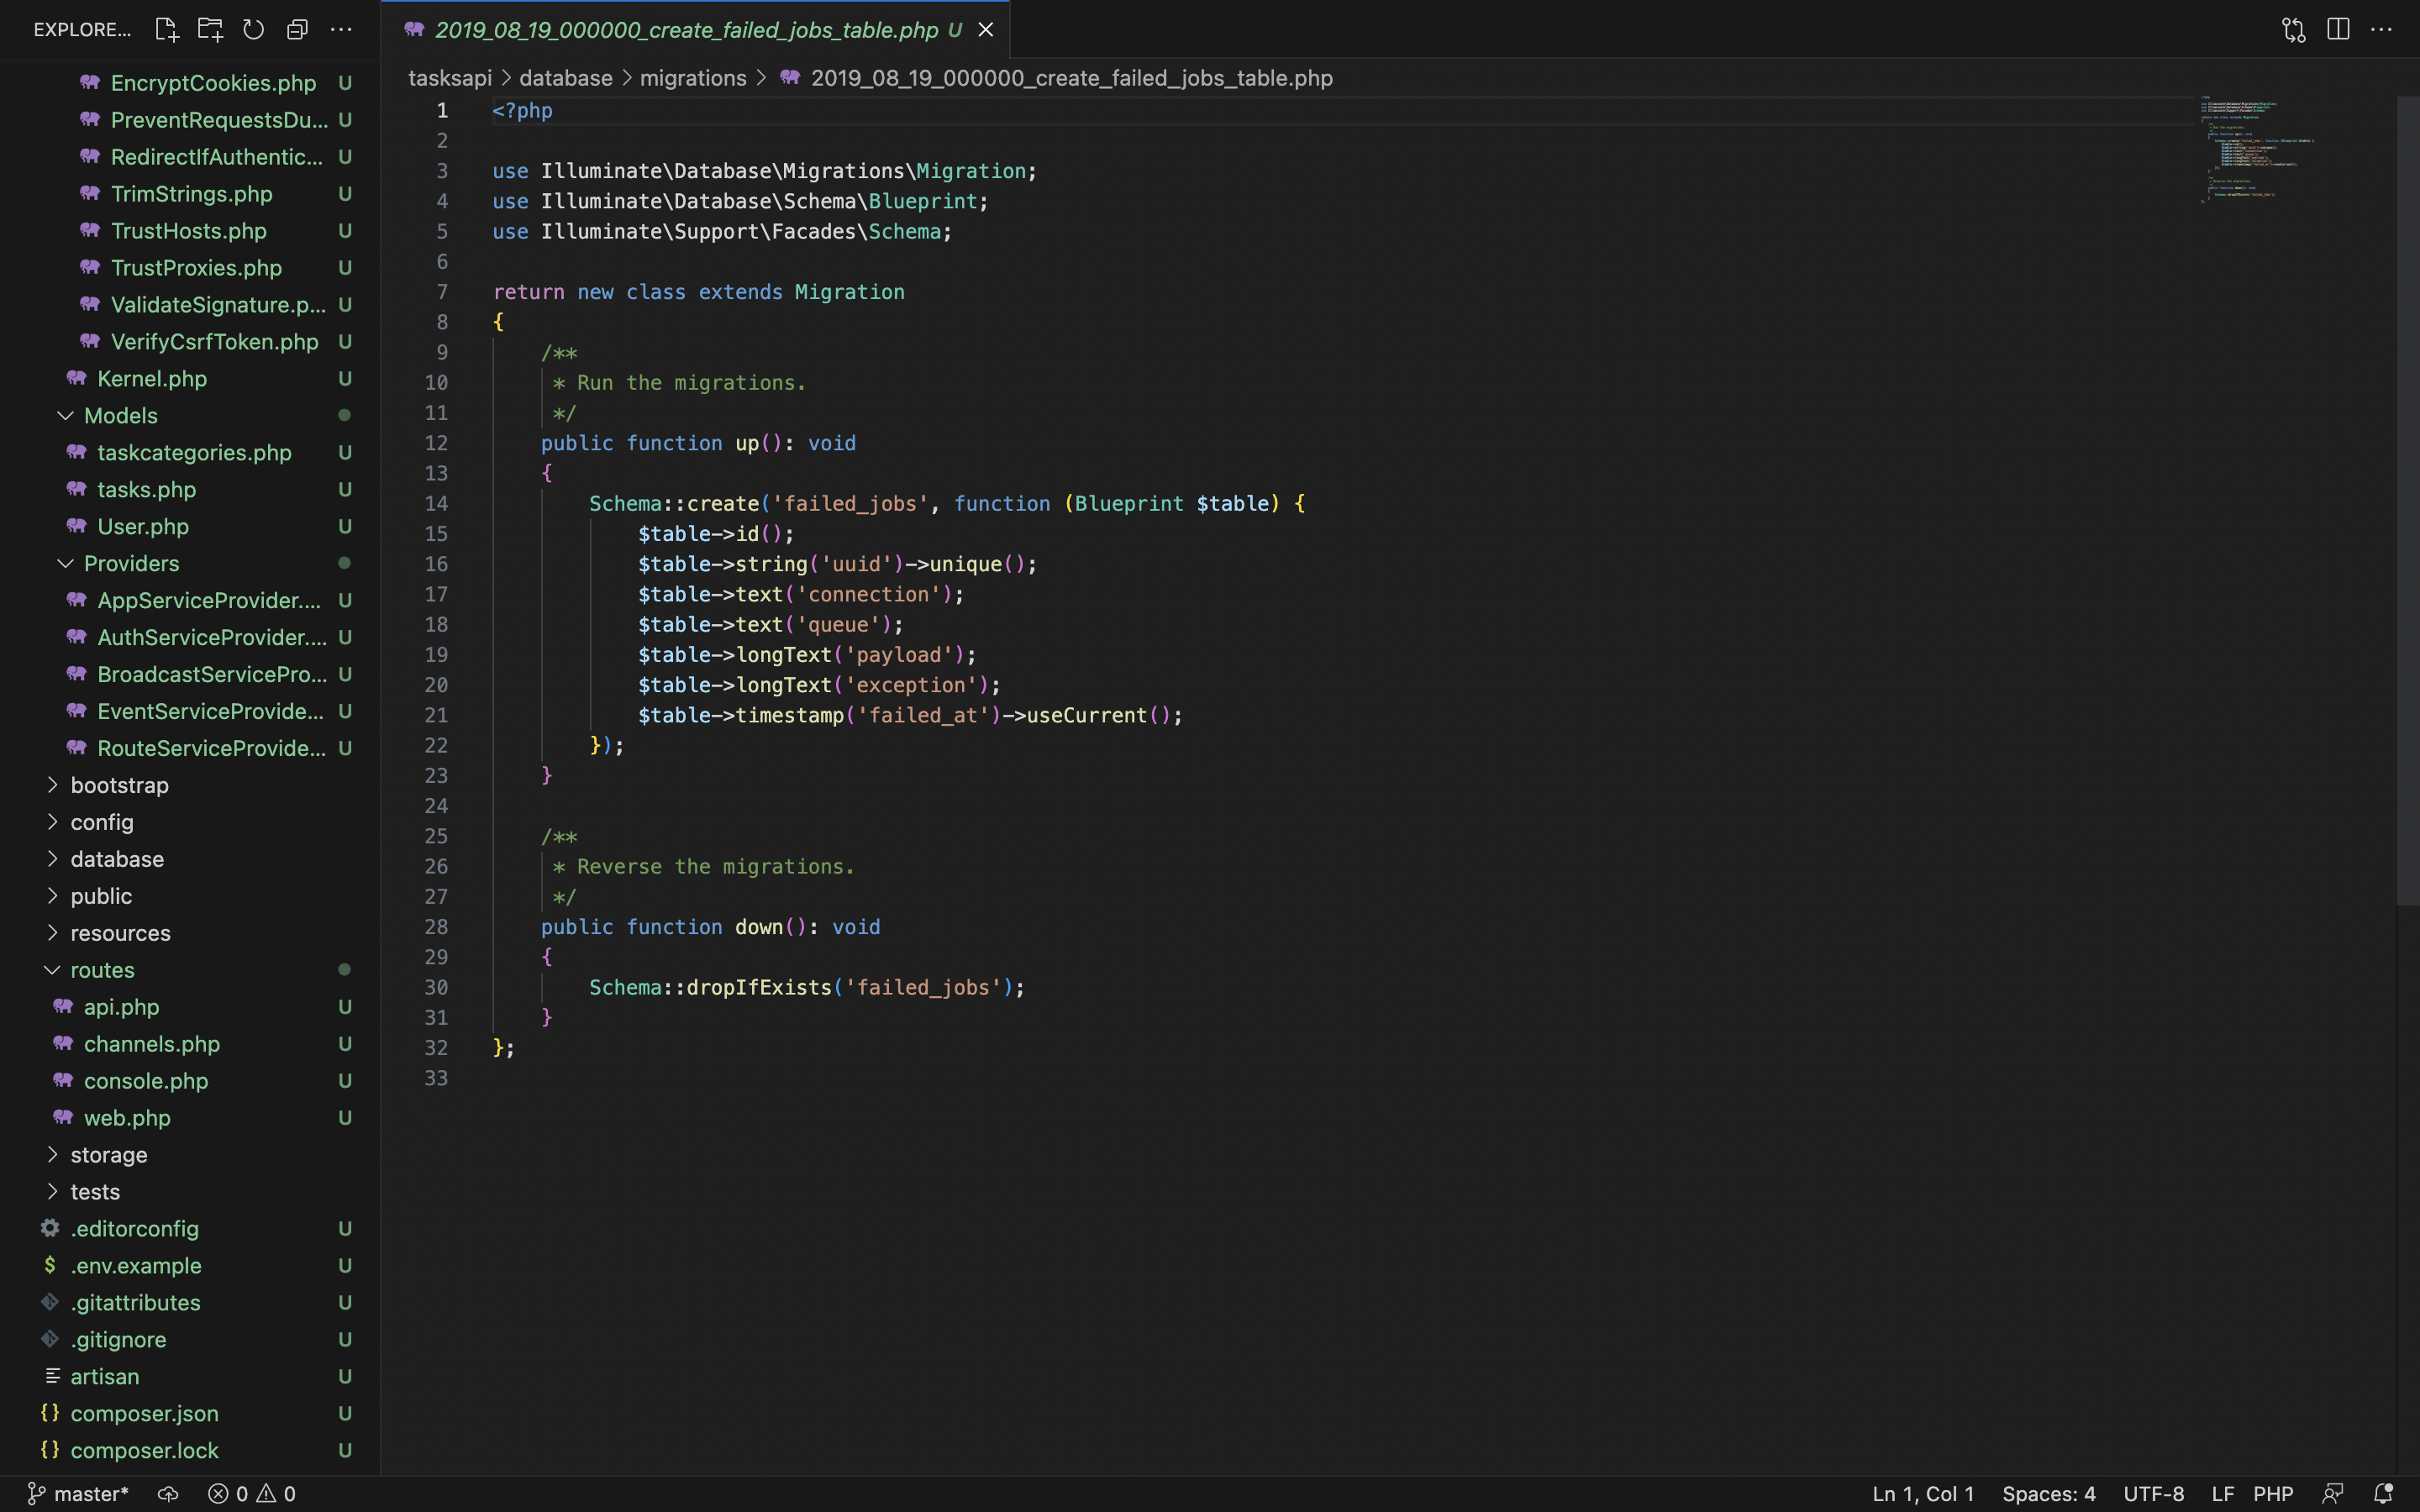 EXPLORE...
EncryptCookies.php U
PreventRequestsDu... U
RedirectIfAuthentic... U
TrimStrings.php U
TrustHosts.php U
TrustProxies.php U
ValidateSignature.p... U
VerifyCsrfToken.php U
Kernel.php U
Models
taskcategories.php U
tasks.php U
User.php U
Providers
AppServiceProvider.... U
AuthServiceProvider.... U
BroadcastServicePro... U
EventServiceProvide... U
RouteServiceProvide... U
bootstrap
config
database
public
resources
routes
api.php U
channels.php U
console.php U
web.php U
storage
tests
.editorconfig U
.env.example U
.gitattributes U
.gitignore U
artisan U
composer.json U
composer.lock U
2019_08_19_000000_create_failed_jobs_table.php U
tasksapi > database > migrations > 2019_08_19_000000_create_failed_jobs_table.php
1 <?php
2
3 use Illuminate\Database\Migrations\Migration;
4 use Illuminate\Database\Schema\Blueprint;
5 use Illuminate\Support\Facades\Schema;
6
7 return new class extends Migration
8 {
9 /**
10 * Run the migrations.
11 */
12 public function up(): void
13 {
14 Schema::create('failed_jobs', function (Blueprint $table) {
15 $table->id();
16 $table->string('uuid')->unique();
17 $table->text('connection');
18 $table->text('queue');
19 $table->longText('payload');
20 $table->longText('exception');
21 $table->timestamp('failed_at')->useCurrent();
22 });
23 }
24
25 /**
26 * Reverse the migrations.
27 */
28 public function down(): void
29 {
30 Schema::dropIfExists('failed_jobs');
31 }
32 };
33
master* 0 0 Ln 1, Col 1 Spaces: 4 UTF-8 LF PHP